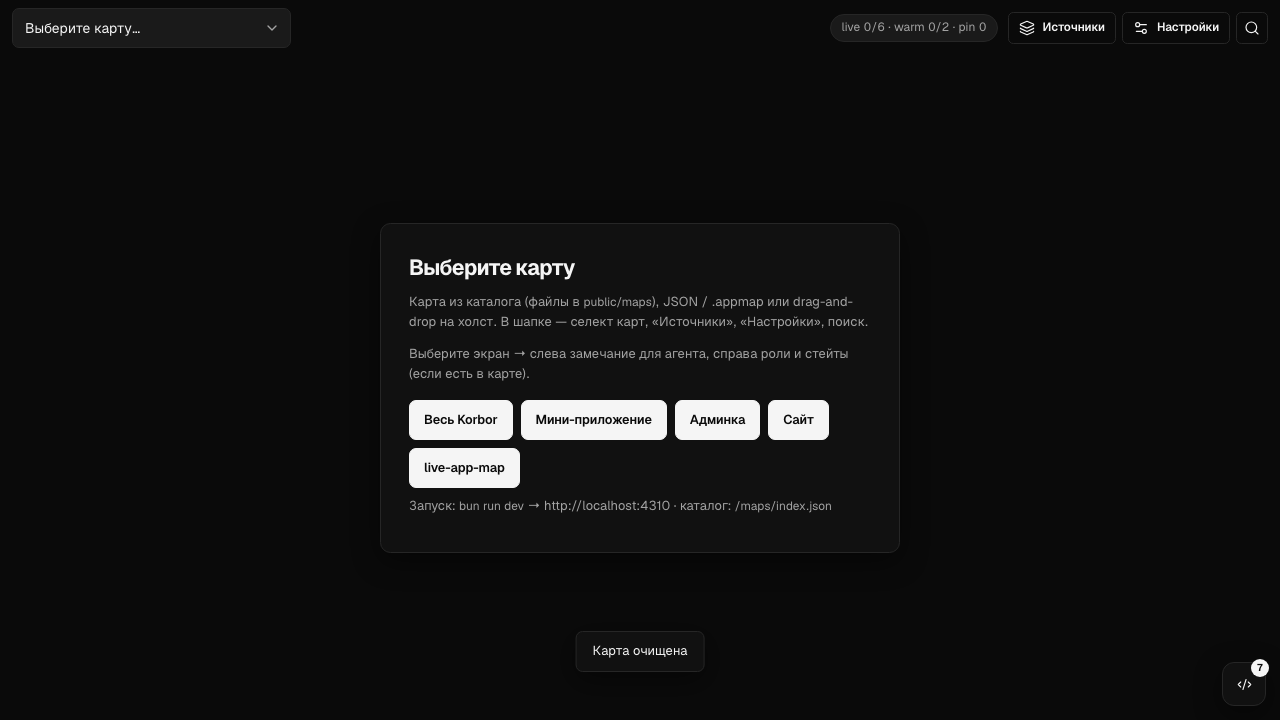 Выберите карту…
live 0/6 · warm 0/2 · pin 0
Источники
Настройки
Выберите карту
Карта из каталога (файлы в public/maps), JSON / .appmap или drag-and-
drop на холст. В шапке — селект карт, «Источники», «Настройки», поиск.
Выберите экран → слева замечание для агента, справа роли и стейты
(если есть в карте).
Весь Korbor
Мини-приложение
Админка
Сайт
live-app-map
Запуск: bun run dev → http://localhost:4310 · каталог: /maps/index.json
Карта очищена
7